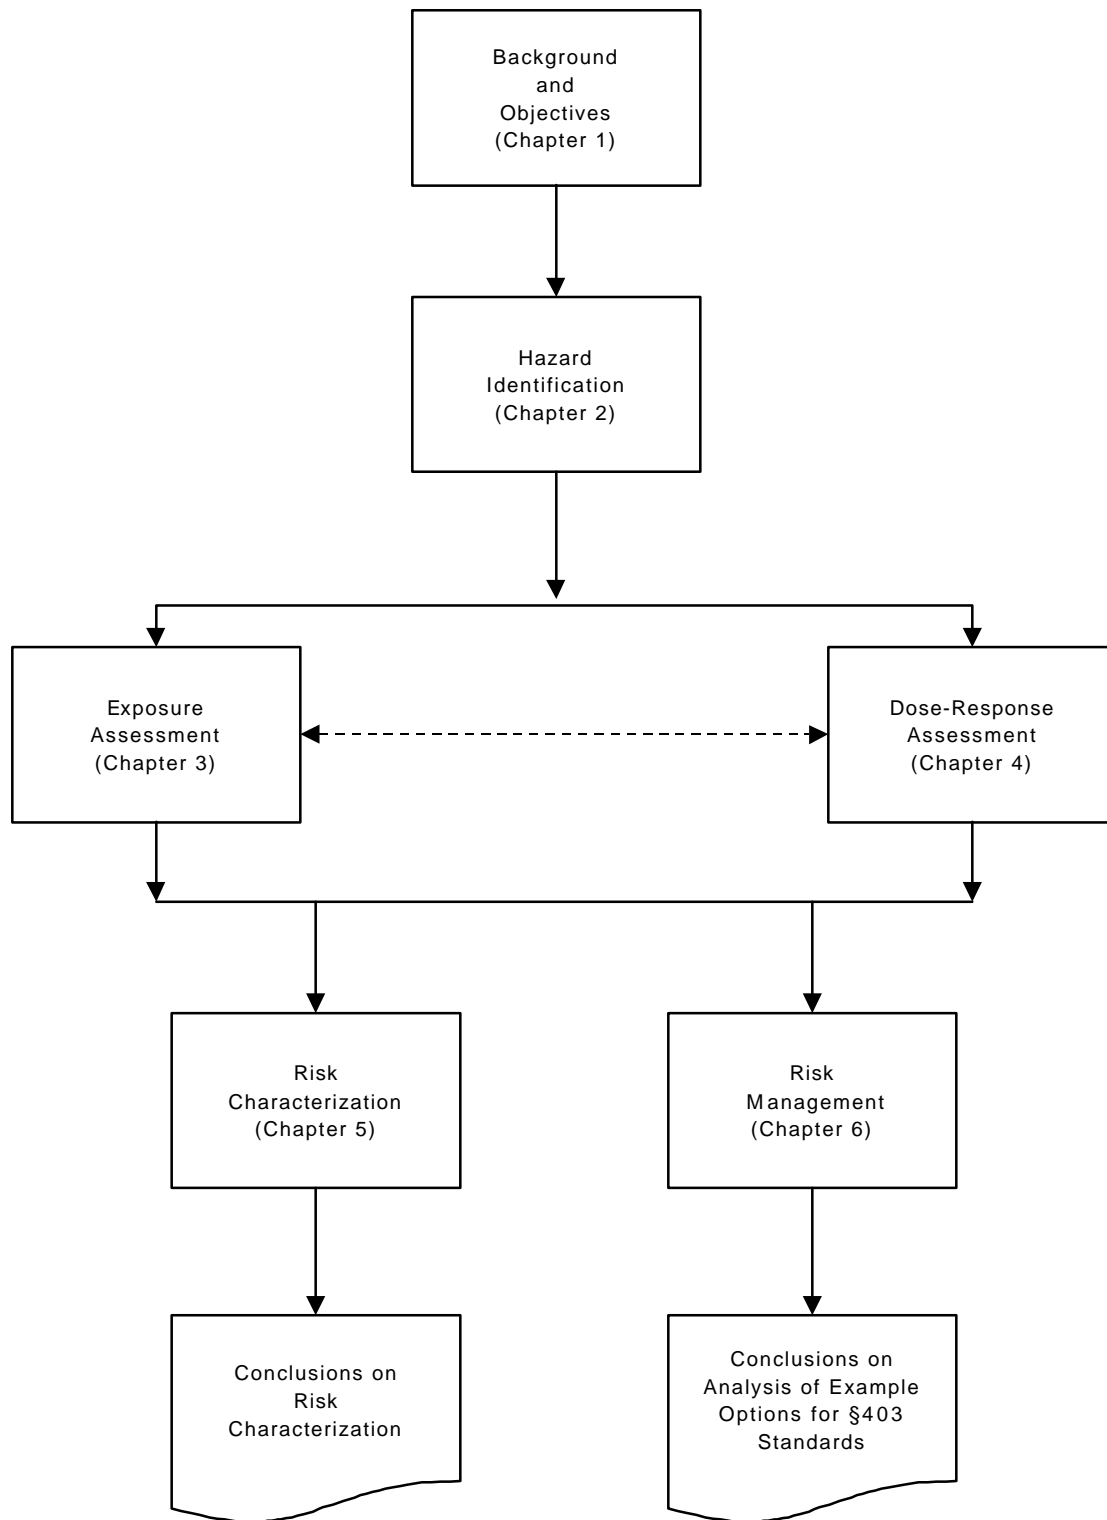 Background
and
Objectives
(Chapter 1)
Hazard
Identification
(Chapter 2)
Exposure
Assessment
(Chapter 3)
Dose-Response
Assessment
(Chapter 4)
Risk
Characterization
(Chapter 5)
Risk
Management
(Chapter 6)
Conclusions on
Risk
Characterization
Conclusions on
Analysis of Example
Options for §403
Standards